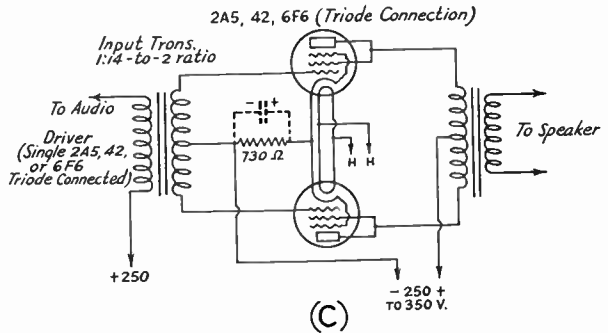 2A5, 42, 6F6 (Triode Connection)
Input Trans.
1:1.4-to-2 ratio
To Audio
Driver
(Single 2A5, 42,
or 6F6
Triode Connected)
- +
730 Ω
H H
To Speaker
+250
- 250 +
TO 350 V.
(C)